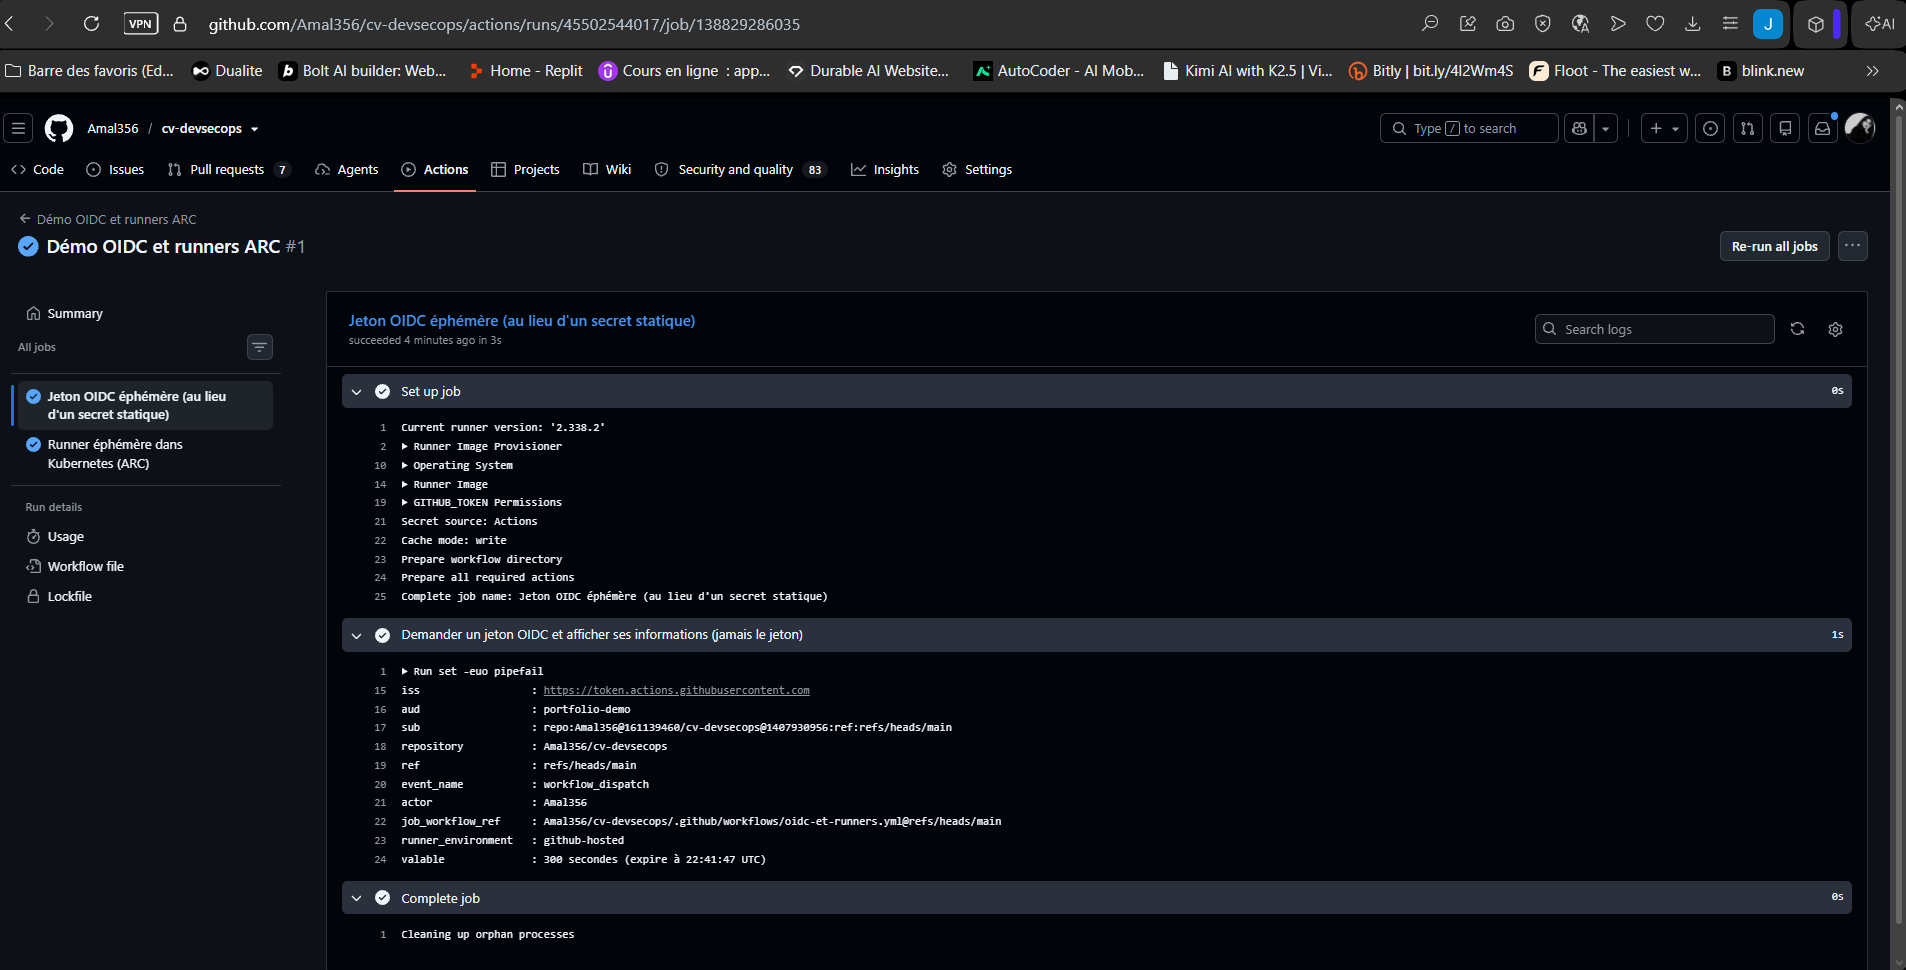 VPN
github.com/Amal356/cv-devsecops/actions/runs/45502544017/job/138829286035
J
AI
Barre des favoris (Ed...
Dualite
b Bolt AI builder: Web...
Home - Replit
Cours en ligne : app...
Durable AI Website...
AutoCoder - AI Mob...
Kimi AI with K2.5 | Vi...
Bitly | bit.ly/4l2Wm4S
F Floot - The easiest w...
B blink.new
Amal356 / cv-devsecops
Type / to search
Code
Issues
Pull requests 7
Agents
Actions
Projects
Wiki
Security and quality 83
Insights
Settings
Démo OIDC et runners ARC
Démo OIDC et runners ARC #1
Re-run all jobs
Summary
All jobs
Jeton OIDC éphémère (au lieu
d'un secret statique)
Runner éphémère dans
Kubernetes (ARC)
Run details
Usage
Workflow file
Lockfile
Jeton OIDC éphémère (au lieu d'un secret statique)
succeeded 4 minutes ago in 3s
Search logs
Set up job 0s
1 Current runner version: '2.338.2'
2 Runner Image Provisioner
10 Operating System
14 Runner Image
19 GITHUB_TOKEN Permissions
21 Secret source: Actions
22 Cache mode: write
23 Prepare workflow directory
24 Prepare all required actions
25 Complete job name: Jeton OIDC éphémère (au lieu d'un secret statique)
Demander un jeton OIDC et afficher ses informations (jamais le jeton) 1s
1 Run set -euo pipefail
15 iss : https://token.actions.githubusercontent.com
16 aud : portfolio-demo
17 sub : repo:Amal356@161139460/cv-devsecops@1407930956:ref:refs/heads/main
18 repository : Amal356/cv-devsecops
19 ref : refs/heads/main
20 event_name : workflow_dispatch
21 actor : Amal356
22 job_workflow_ref : Amal356/cv-devsecops/.github/workflows/oidc-et-runners.yml@refs/heads/main
23 runner_environment : github-hosted
24 valable : 300 secondes (expire à 22:41:47 UTC)
Complete job 0s
1 Cleaning up orphan processes